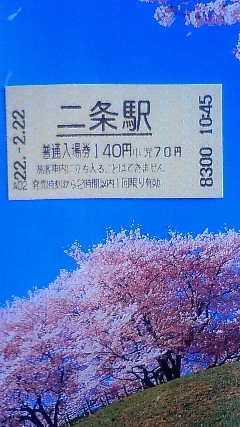 二条駅
普通入場券 140円 小児70円
旅客車内に立ち入ることはできません
発売時刻から2時間以内1回限り有効
22.-2.22
A02
8300 10-45